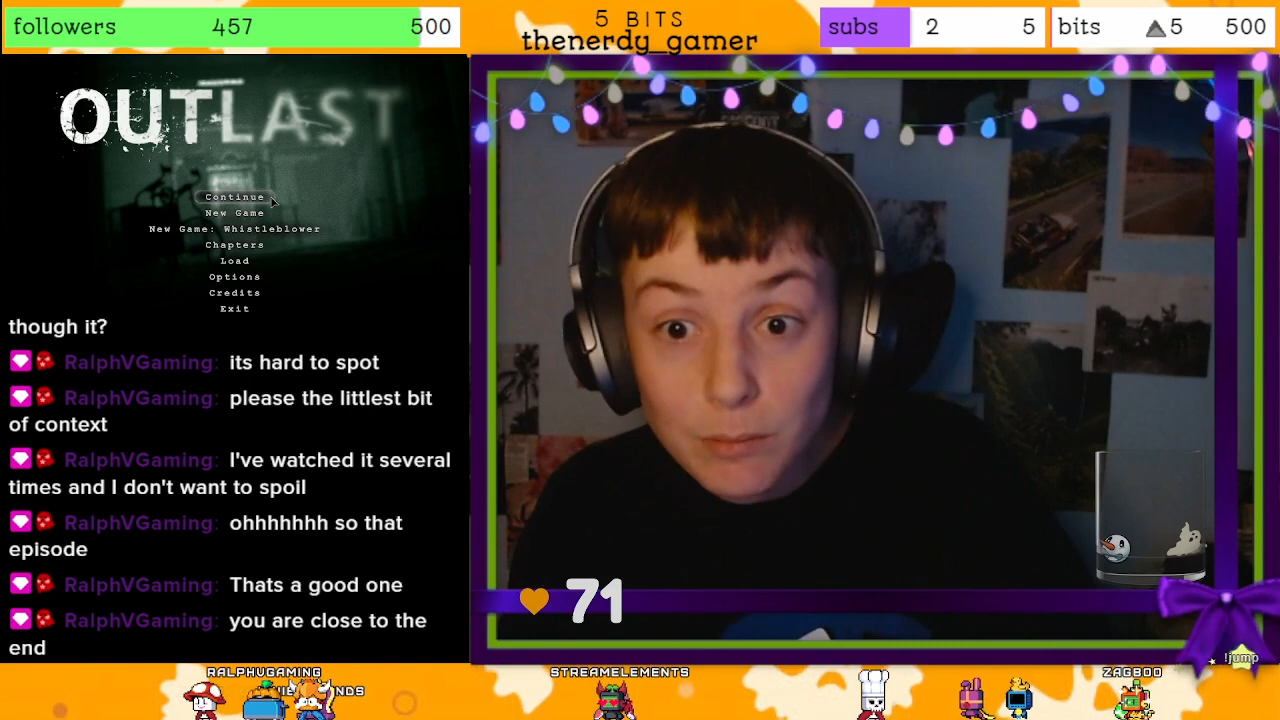 followers 457 500
5 BITS
thenerdy_gamer
subs 2 5
bits 5 500
OUTLAST
Continue
New Game
New Game: Whistleblower
Chapters
Load
Options
Credits
Exit
though it?
RalphVGaming: its hard to spot
RalphVGaming: please the littlest bit
of context
RalphVGaming: I've watched it several
times and I don't want to spoil
RalphVGaming: ohhhhhhh so that
episode
RalphVGaming: Thats a good one
RalphVGaming: you are close to the
end
71
!jump
RALPHVGAMING
STREAMELEMENTS
ZAGBOO